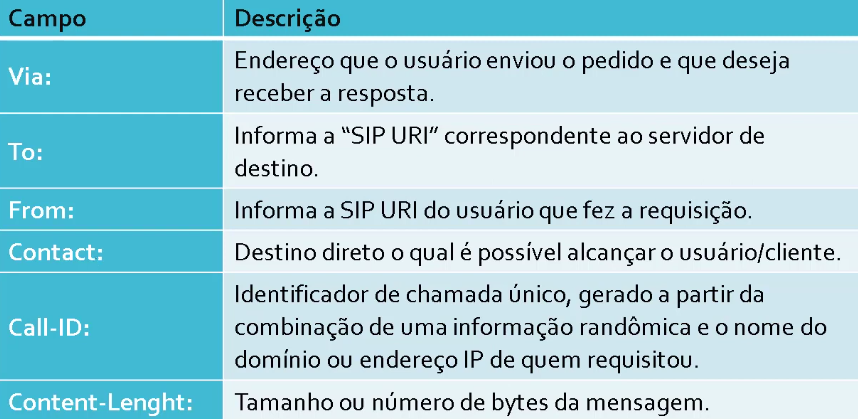 Campo Descrição
Via: Endereço que o usuário enviou o pedido e que deseja
receber a resposta.
To: Informa a “SIP URI” correspondente ao servidor de
destino.
From: Informa a SIP URI do usuário que fez a requisição.
Contact: Destino direto o qual é possível alcançar o usuário/cliente.
Call-ID: Identificador de chamada único, gerado a partir da
combinação de uma informação randômica e o nome do
domínio ou endereço IP de quem requisitou.
Content-Lenght: Tamanho ou número de bytes da mensagem.